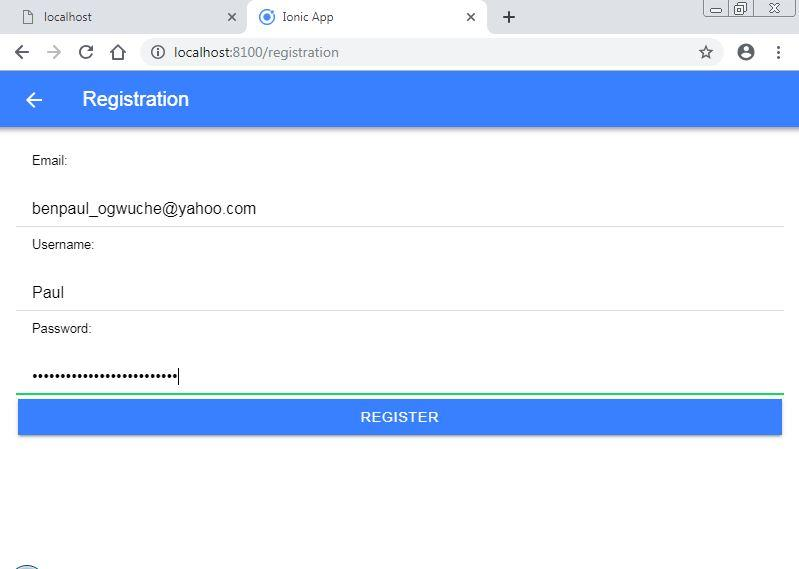 localhost
Ionic App
localhost:8100/registration
Registration
Email:
benpaul_ogwuche@yahoo.com
Username:
Paul
Password:
••••••••••••••••••••••••••
REGISTER